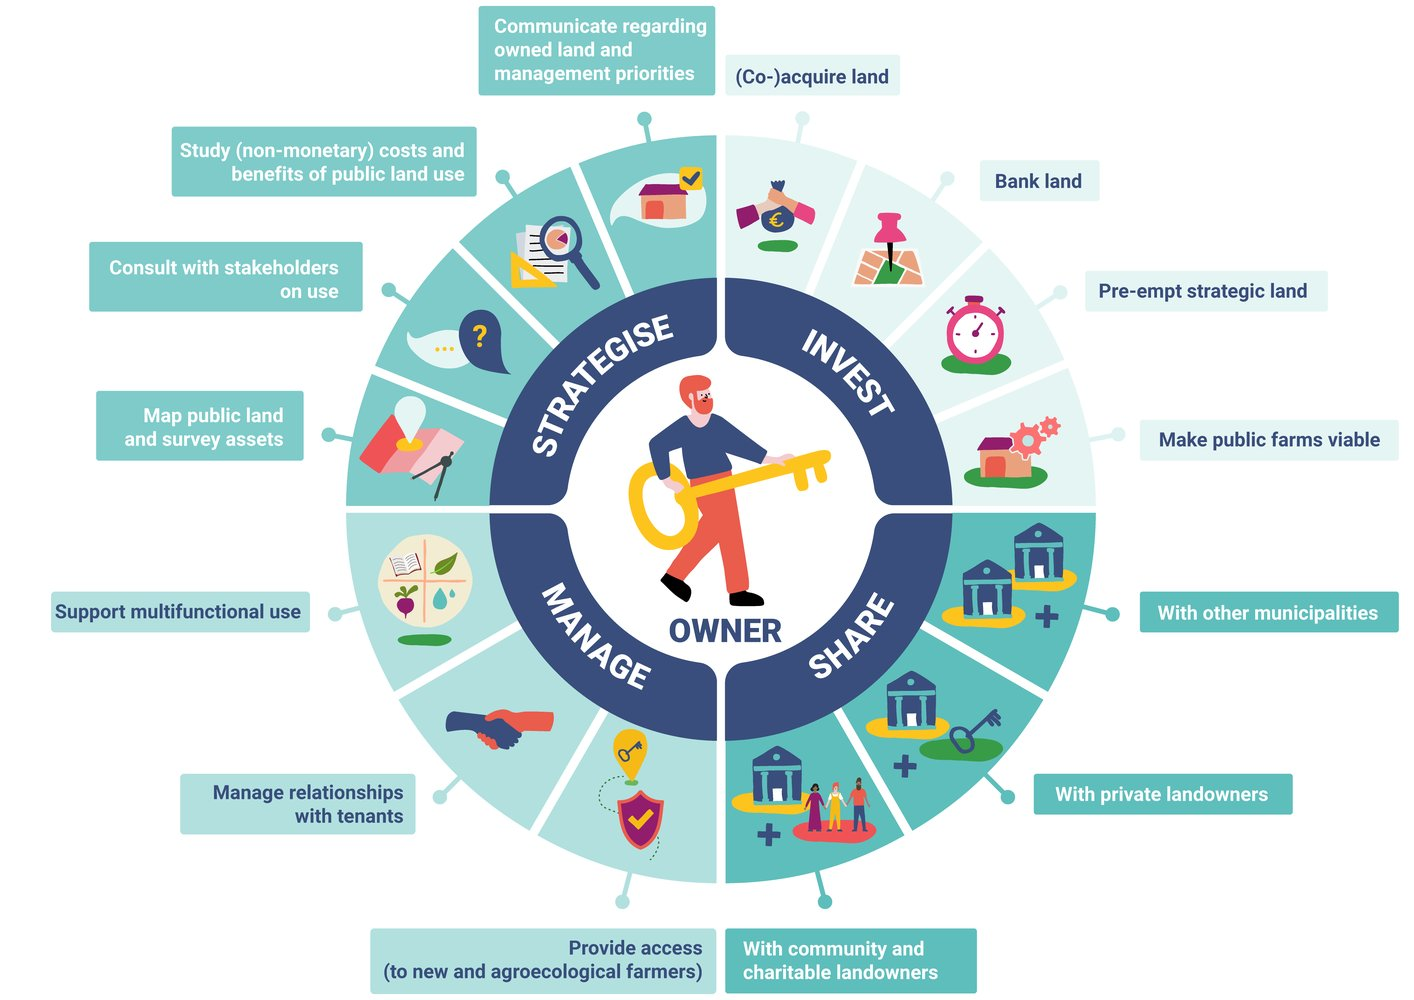 Communicate regarding
owned land and
management priorities
(Co-)acquire land
Study (non-monetary) costs and
benefits of public land use
Bank land
Consult with stakeholders
on use
Pre-empt strategic land
Map public land
and survey assets
Make public farms viable
STRATEGISE
INVEST
?
...
€
OWNER
MANAGE
SHARE
Support multifunctional use
With other municipalities
Manage relationships
with tenants
With private landowners
Provide access
(to new and agroecological farmers)
With community and
charitable landowners